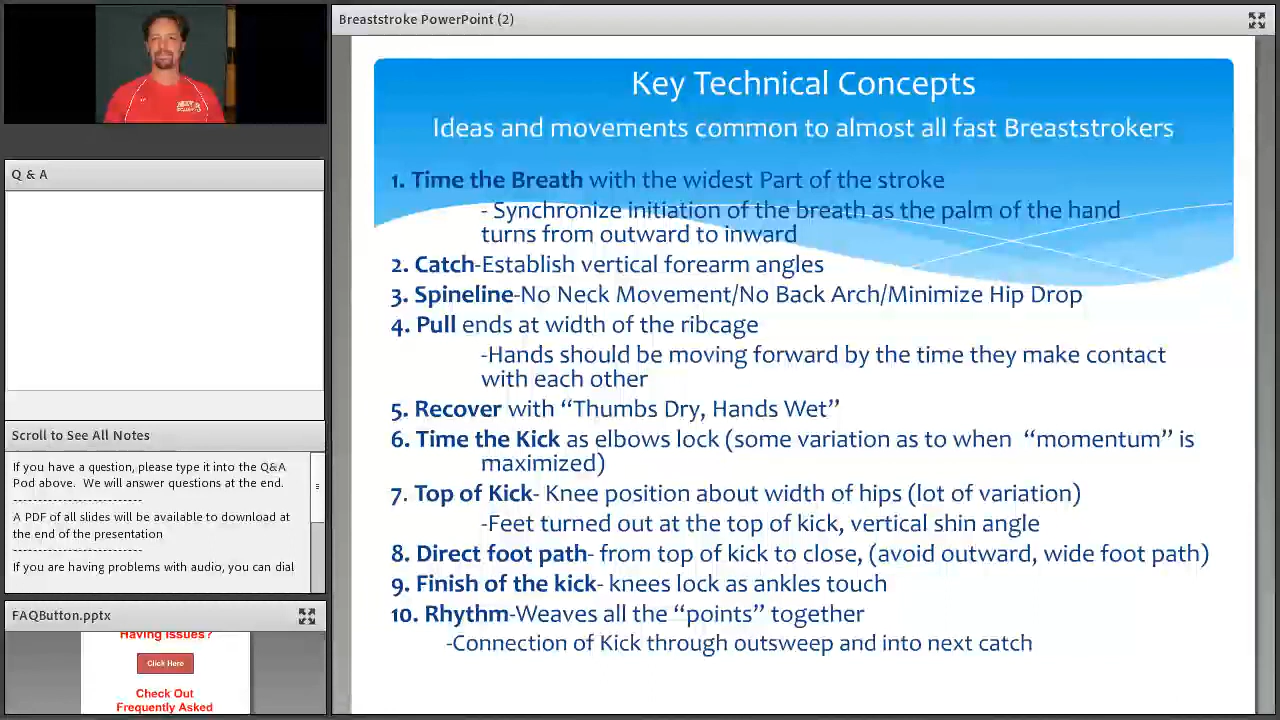 Breaststroke PowerPoint (2)
Q & A
Scroll to See All Notes
If you have a question, please type it into the Q&A
Pod above.  We will answer questions at the end.
-----------------------
A PDF of all slides will be available to download at
the end of the presentation
-----------------------
If you are having problems with audio, you can dial
FAQButton.pptx
Having Issues?
Click Here
Check Out
Frequently Asked
Key Technical Concepts
Ideas and movements common to almost all fast Breaststrokers
1. Time the Breath with the widest Part of the stroke
- Synchronize initiation of the breath as the palm of the hand
turns from outward to inward
2. Catch-Establish vertical forearm angles
3. Spineline-No Neck Movement/No Back Arch/Minimize Hip Drop
4. Pull ends at width of the ribcage
-Hands should be moving forward by the time they make contact
with each other
5. Recover with “Thumbs Dry, Hands Wet”
6. Time the Kick as elbows lock (some variation as to when  “momentum” is
maximized)
7. Top of Kick- Knee position about width of hips (lot of variation)
-Feet turned out at the top of kick, vertical shin angle
8. Direct foot path- from top of kick to close, (avoid outward, wide foot path)
9. Finish of the kick- knees lock as ankles touch
10. Rhythm-Weaves all the “points” together
-Connection of Kick through outsweep and into next catch